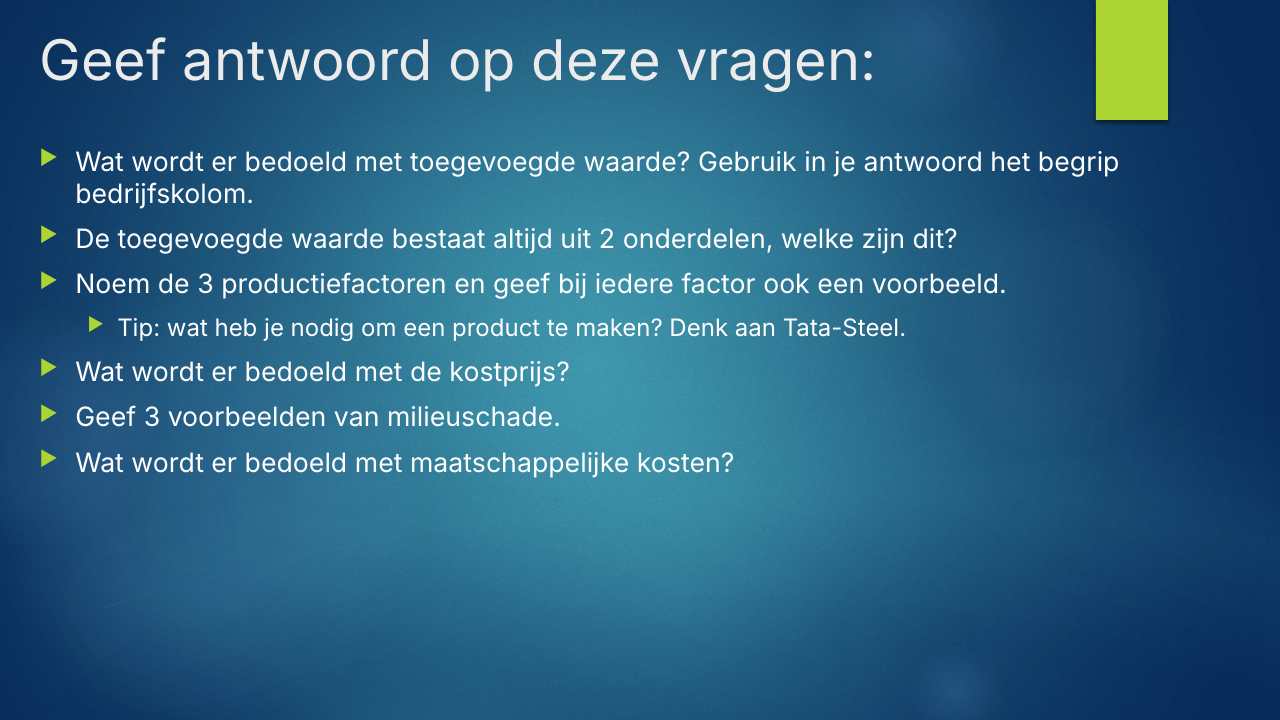 Geef antwoord op deze vragen:
Wat wordt er bedoeld met toegevoegde waarde? Gebruik in je antwoord het begrip
bedrijfskolom.
De toegevoegde waarde bestaat altijd uit 2 onderdelen, welke zijn dit?
Noem de 3 productiefactoren en geef bij iedere factor ook een voorbeeld.
Tip: wat heb je nodig om een product te maken? Denk aan Tata-Steel.
Wat wordt er bedoeld met de kostprijs?
Geef 3 voorbeelden van milieuschade.
Wat wordt er bedoeld met maatschappelijke kosten?